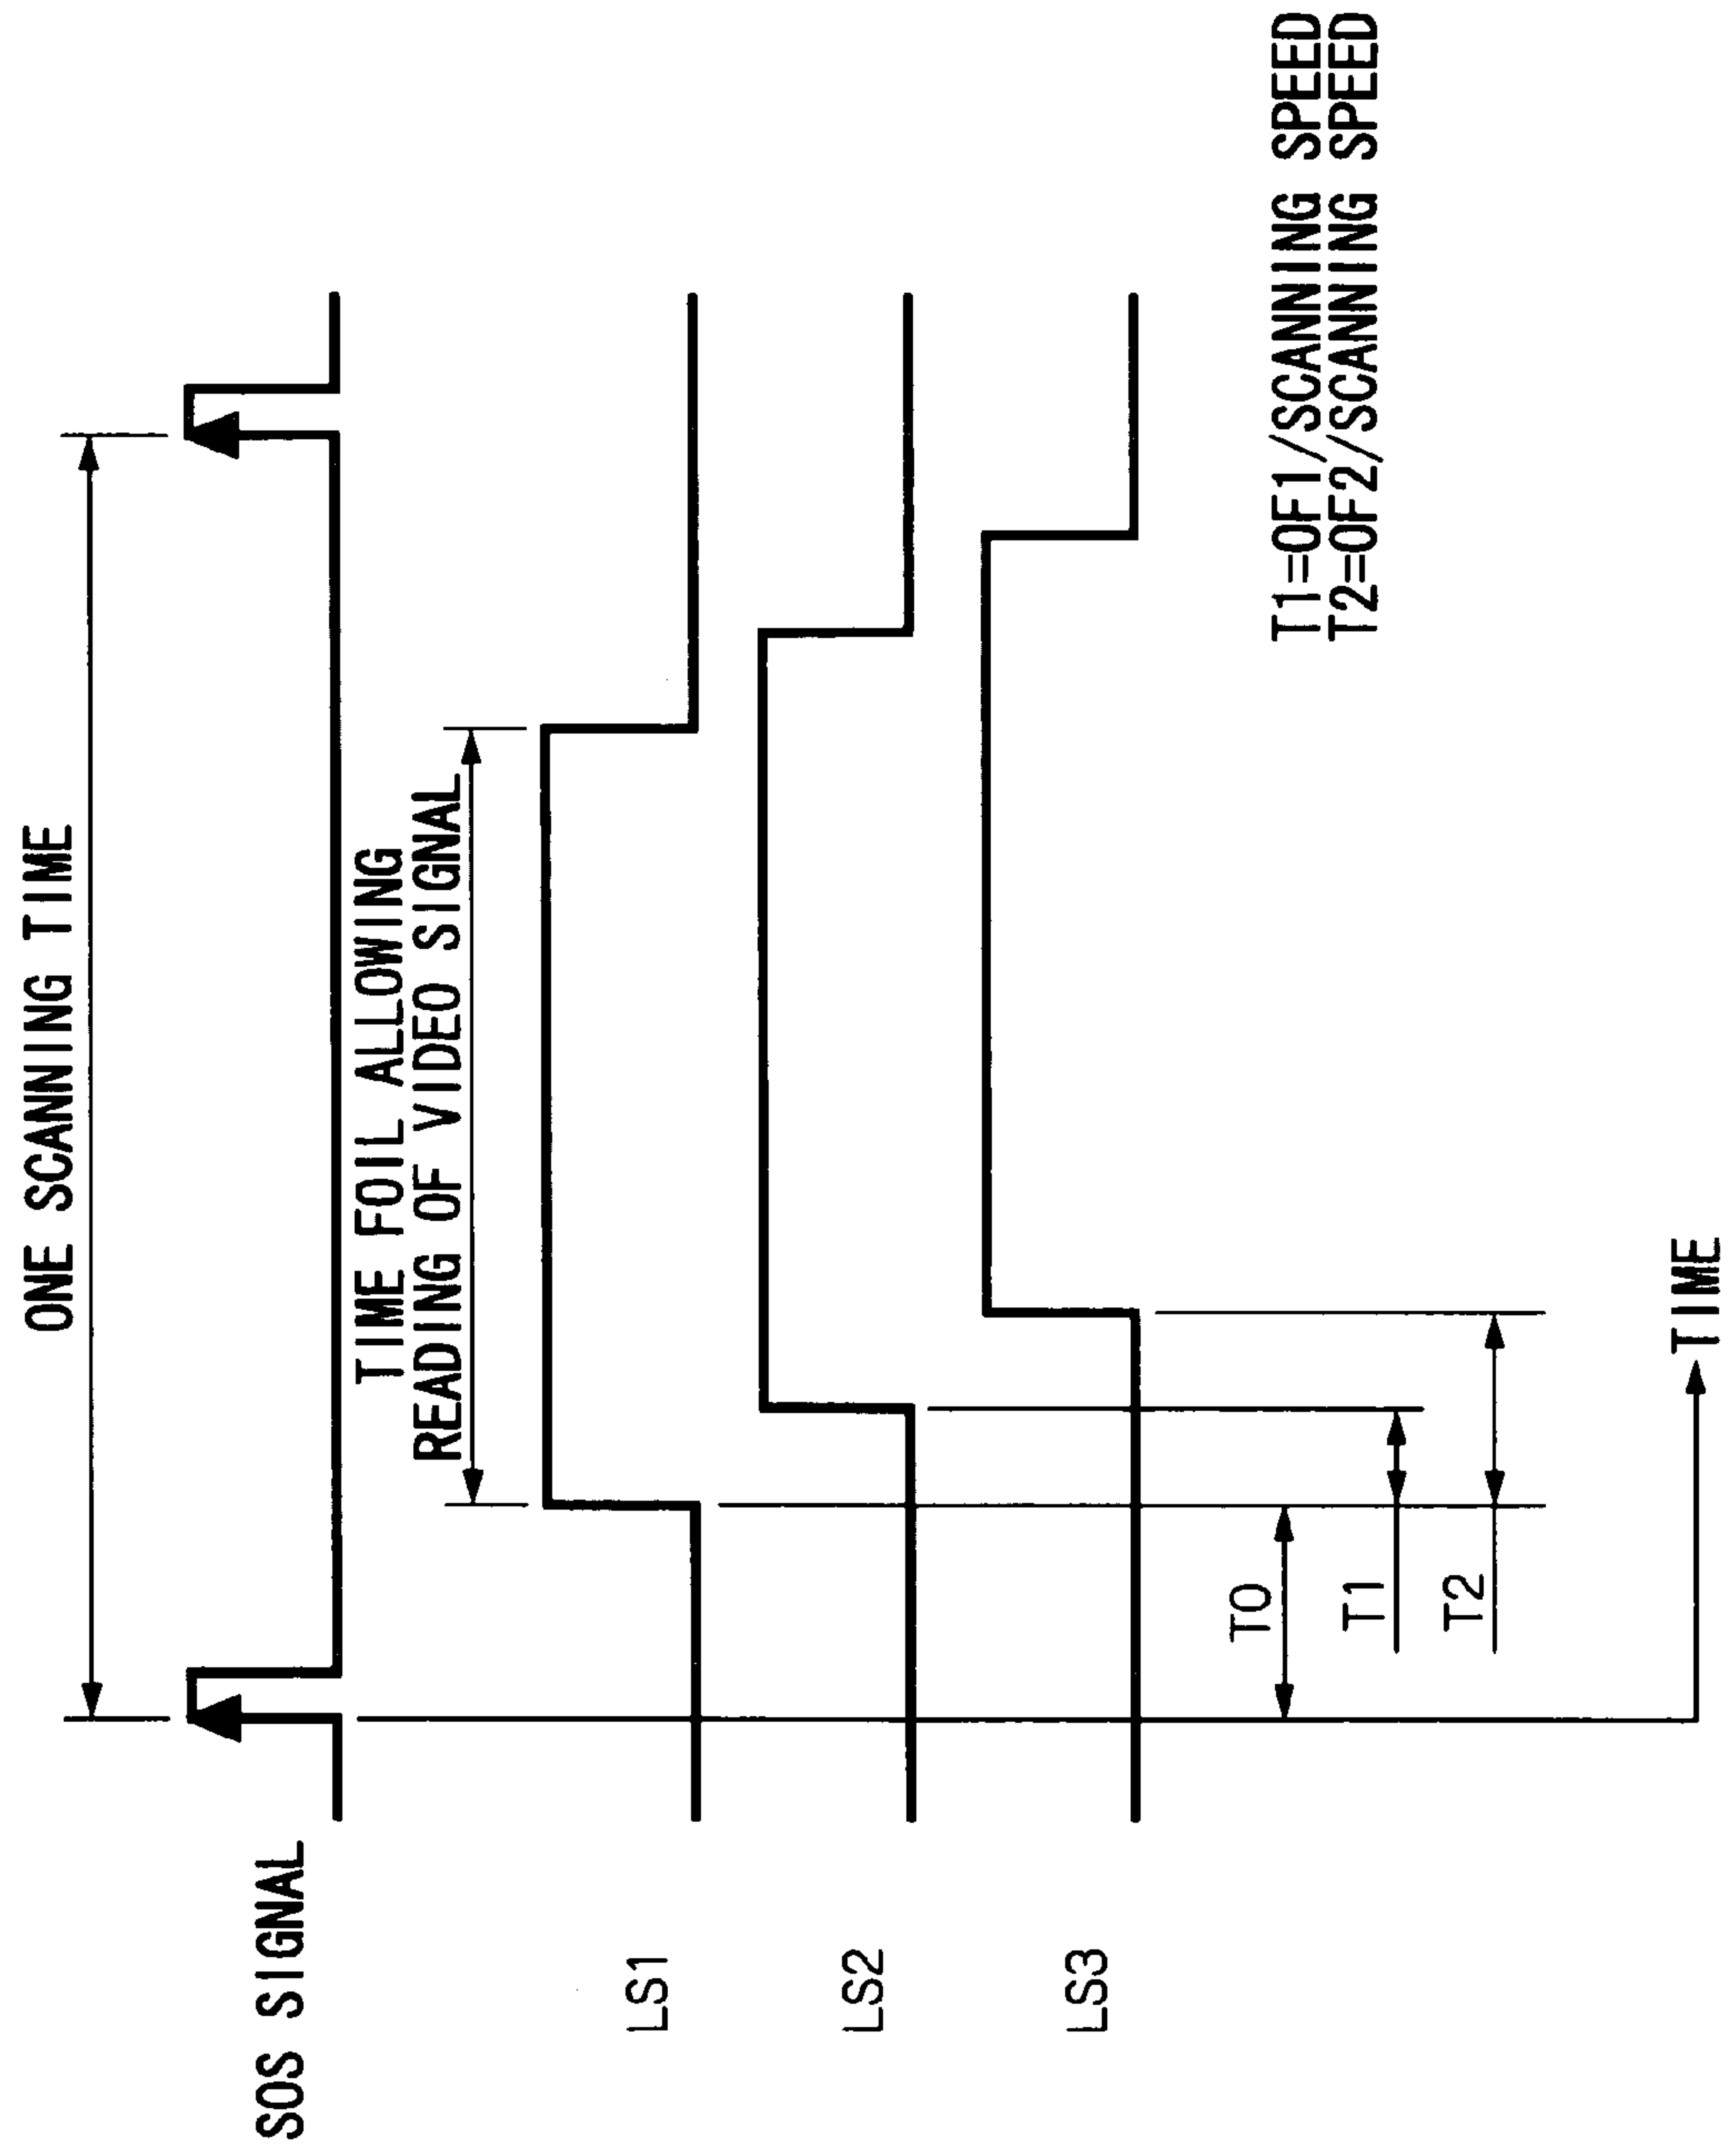 ONE SCANNING TIME
SOS SIGNAL
TIME FOIL ALLOWING
READING OF VIDEO SIGNAL
LS1
LS2
LS3
T0
T1
T2
T1=OF1/SCANNING SPEED
T2=OF2/SCANNING SPEED
TIME